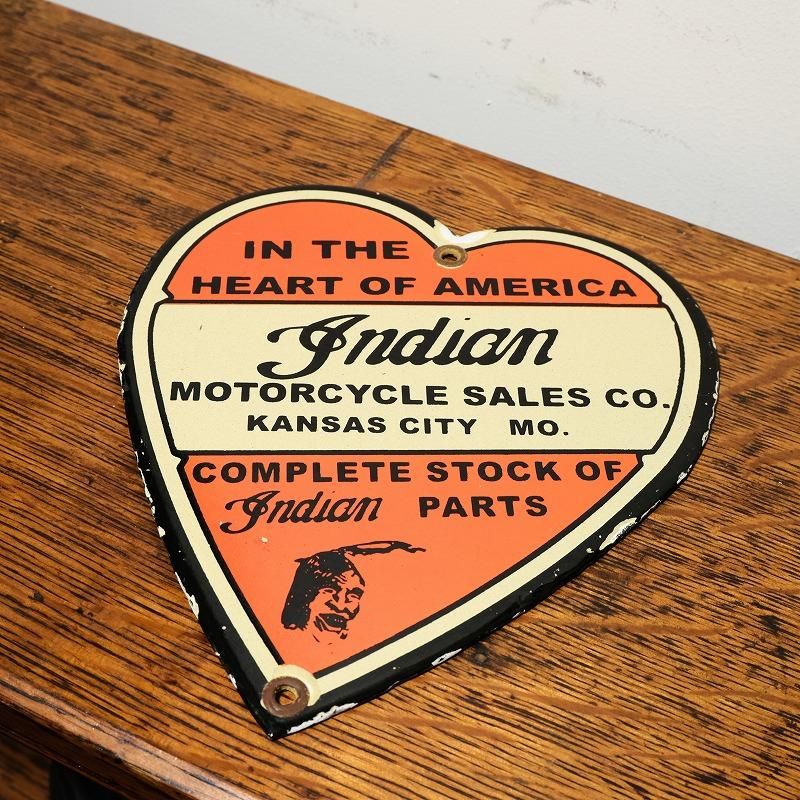 IN THE
HEART OF AMERICA
Indian
MOTORCYCLE SALES CO.
KANSAS CITY MO.
COMPLETE STOCK OF
Indian PARTS